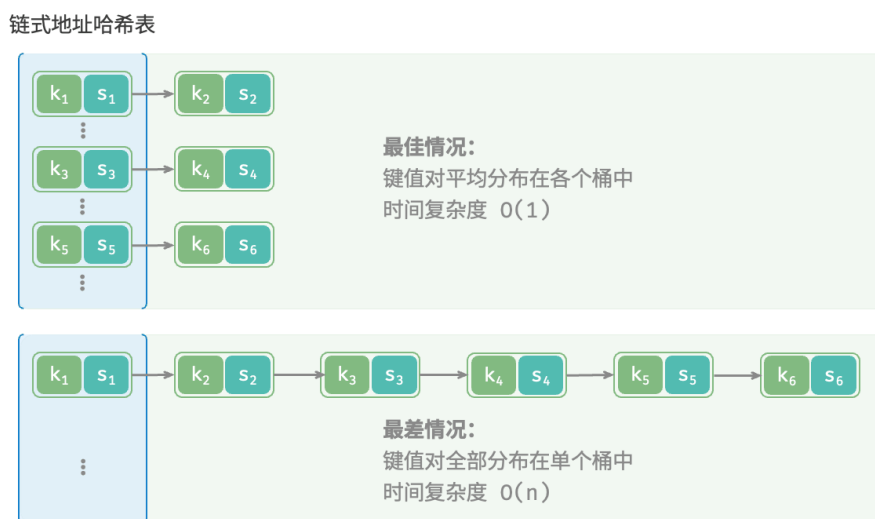 链式地址哈希表
k₁ s₁ k₂ s₂
k₃ s₃ k₄ s₄
k₅ s₅ k₆ s₆
最佳情况：
键值对平均分布在各个桶中
时间复杂度 O(1)
k₁ s₁ k₂ s₂ k₃ s₃ k₄ s₄ k₅ s₅ k₆ s₆
最差情况：
键值对全部分布在单个桶中
时间复杂度 O(n)